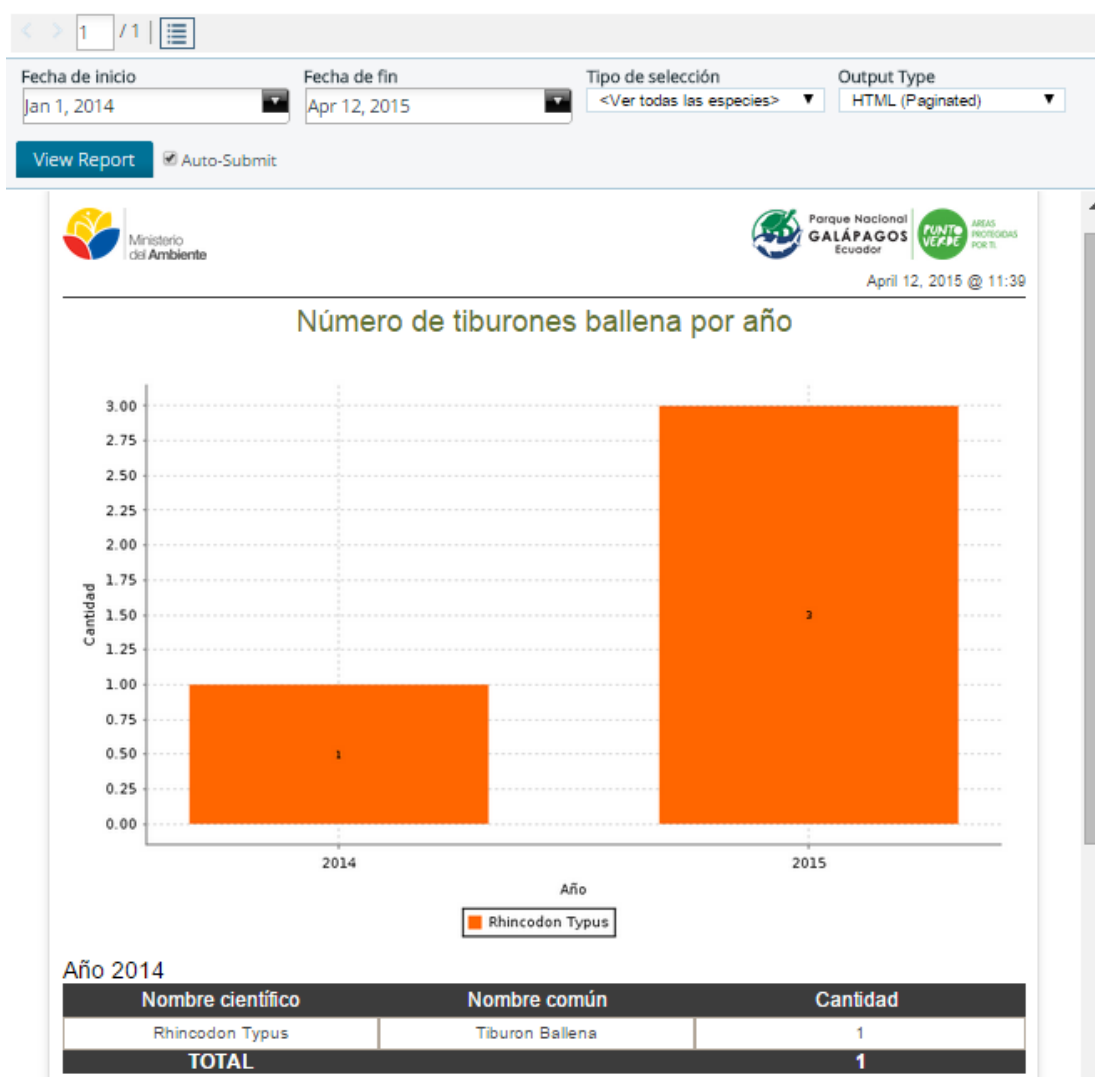 1 / 1
Fecha de inicio Fecha de fin Tipo de selección Output Type
Jan 1, 2014 Apr 12, 2015 <Ver todas las especies> HTML (Paginated)
View Report Auto-Submit
Ministerio
del Ambiente
Parque Nacional
GALÁPAGOS
Ecuador
PUNTO
VERDE
AREAS
PROTEGIDAS
POR TI.
April 12, 2015 @ 11:39
Número de tiburones ballena por año
3.00
2.75
2.50
2.25
2.00
1.75
1.50
1.25
1.00
0.75
0.50
0.25
0.00
Cantidad
1
3
2014 2015
Año
Rhincodon Typus
Año 2014
Nombre científico Nombre común Cantidad
Rhincodon Typus Tiburon Ballena 1
TOTAL 1